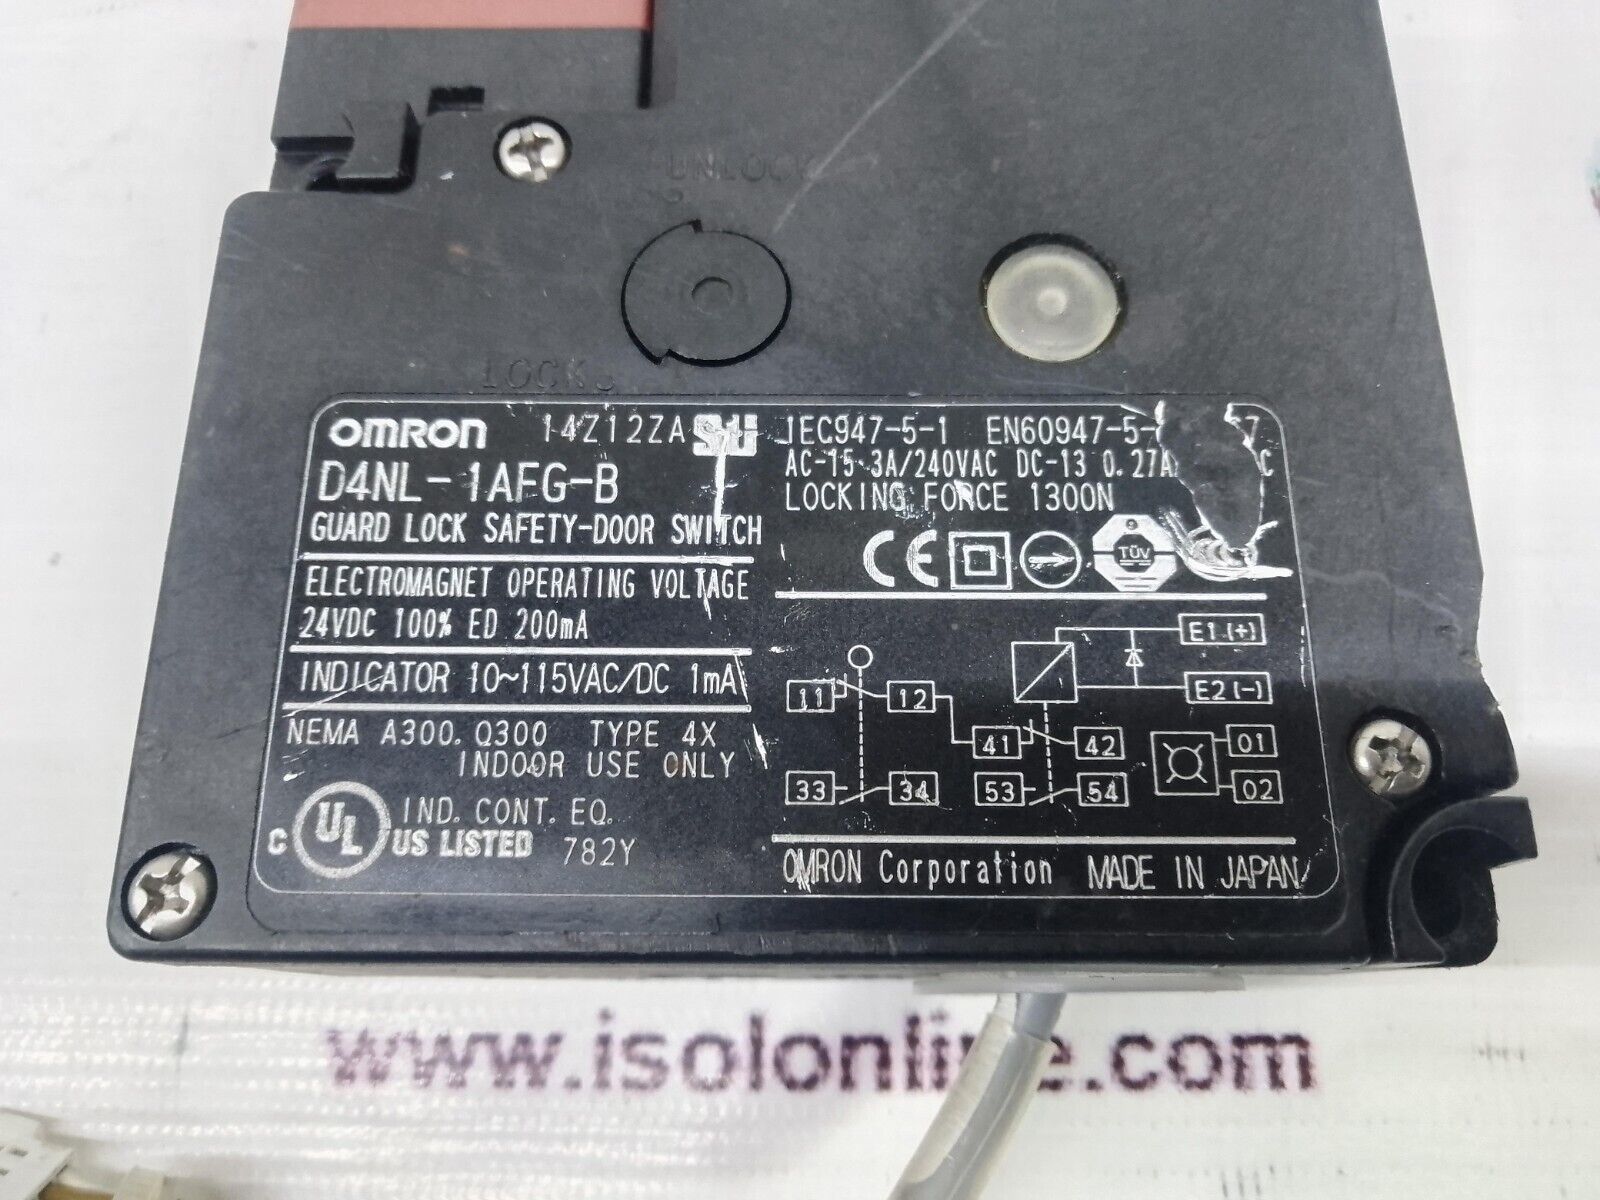 UNLOCK
LOCK
OMRON 14Z12ZA
D4NL-1AFG-B
GUARD LOCK SAFETY-DOOR SWITCH
ELECTROMAGNET OPERATING VOLTAGE
24VDC 100% ED 200mA
INDICATOR 10~115VAC/DC 1mA
NEMA A300. Q300 TYPE 4X
INDOOR USE ONLY
IND. CONT. EQ.
C UL US LISTED 782Y
IEC947-5-1 EN60947-5-
AC-15 3A/240VAC DC-13 0.27A
LOCKING FORCE 1300N
CE TÜV
E1 (+)
E2 (-)
11 12
41 42
01
33 34 53 54 02
OMRON Corporation MADE IN JAPAN
www.isolonline.com